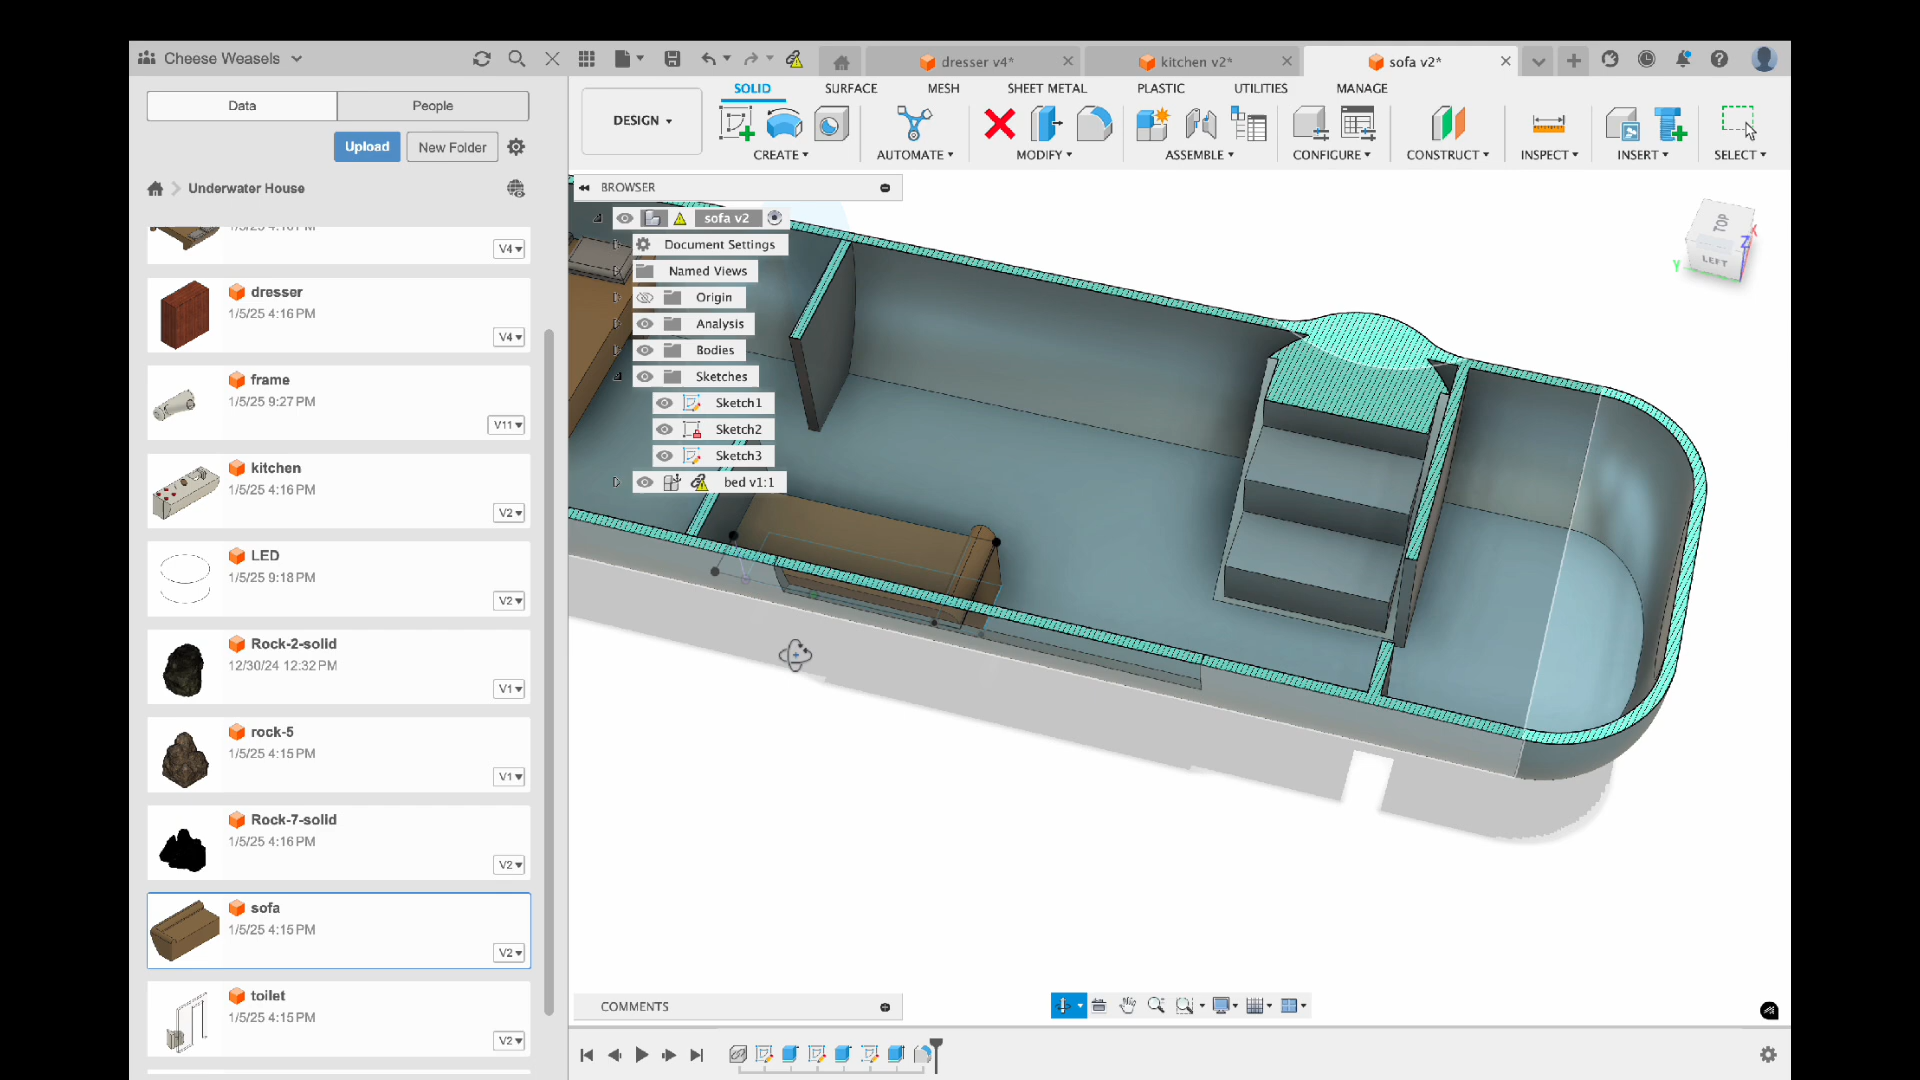 Cheese Weasels
dresser v4*
kitchen v2*
sofa v2*
Data
People
Upload
New Folder
Underwater House
V4
dresser
1/5/25 4:16 PM
V4
frame
1/5/25 9:27 PM
V11
kitchen
1/5/25 4:16 PM
V2
LED
1/5/25 9:18 PM
V2
Rock-2-solid
12/30/24 12:32 PM
V1
rock-5
1/5/25 4:15 PM
V1
Rock-7-solid
1/5/25 4:16 PM
V2
sofa
1/5/25 4:15 PM
V2
toilet
1/5/25 4:15 PM
V2
DESIGN
SOLID
SURFACE
MESH
SHEET METAL
PLASTIC
UTILITIES
MANAGE
CREATE
AUTOMATE
MODIFY
ASSEMBLE
CONFIGURE
CONSTRUCT
INSPECT
INSERT
SELECT
BROWSER
sofa v2
Document Settings
Named Views
Origin
Analysis
Bodies
Sketches
Sketch1
Sketch2
Sketch3
bed v1:1
TOP
LEFT
X
Y
Z
COMMENTS